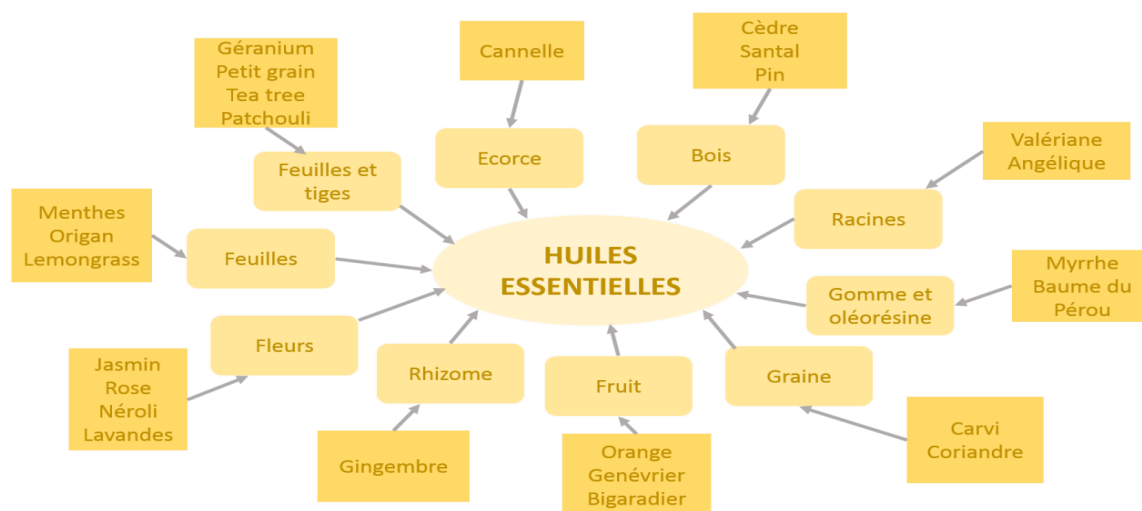 Géranium
Petit grain
Tea tree
Patchouli
Cannelle
Cèdre
Santal
Pin
Valériane
Angélique
Feuilles et
tiges
Ecorce
Bois
Racines
Menthes
Origan
Lemongrass
Feuilles
HUILES
ESSENTIELLES
Gomme et
oléorésine
Myrrhe
Baume du
Pérou
Fleurs
Rhizome
Fruit
Graine
Jasmin
Rose
Néroli
Lavandes
Gingembre
Orange
Genévrier
Bigaradier
Carvi
Coriandre